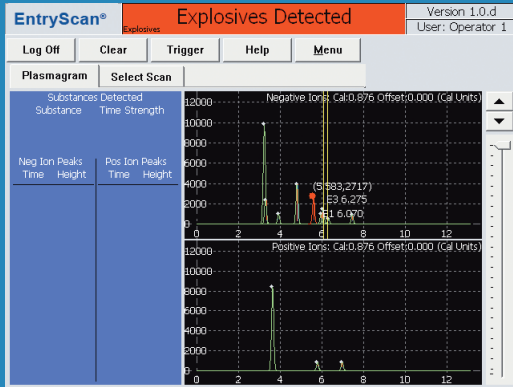 EntryScan®
Explosives
Explosives Detected
Version 1.0.d
User: Operator 1
Log Off
Clear
Trigger
Help
Menu
Plasmagram
Select Scan
Substances Detected
Substance Time Strength
Neg Ion Peaks Pos Ion Peaks
Time Height Time Height
Negative Ions: Cal:0.876 Offset:0.000 (Cal Units)
12000
10000
8000
6000
4000
2000
0
(5.583,2717)
E3 6.275
E1 6.070
0 2 4 6 8 10 12
Positive Ions: Cal:0.876 Offset:0.000 (Cal Units)
12000
10000
8000
6000
4000
2000
0
0 2 4 6 8 10 12